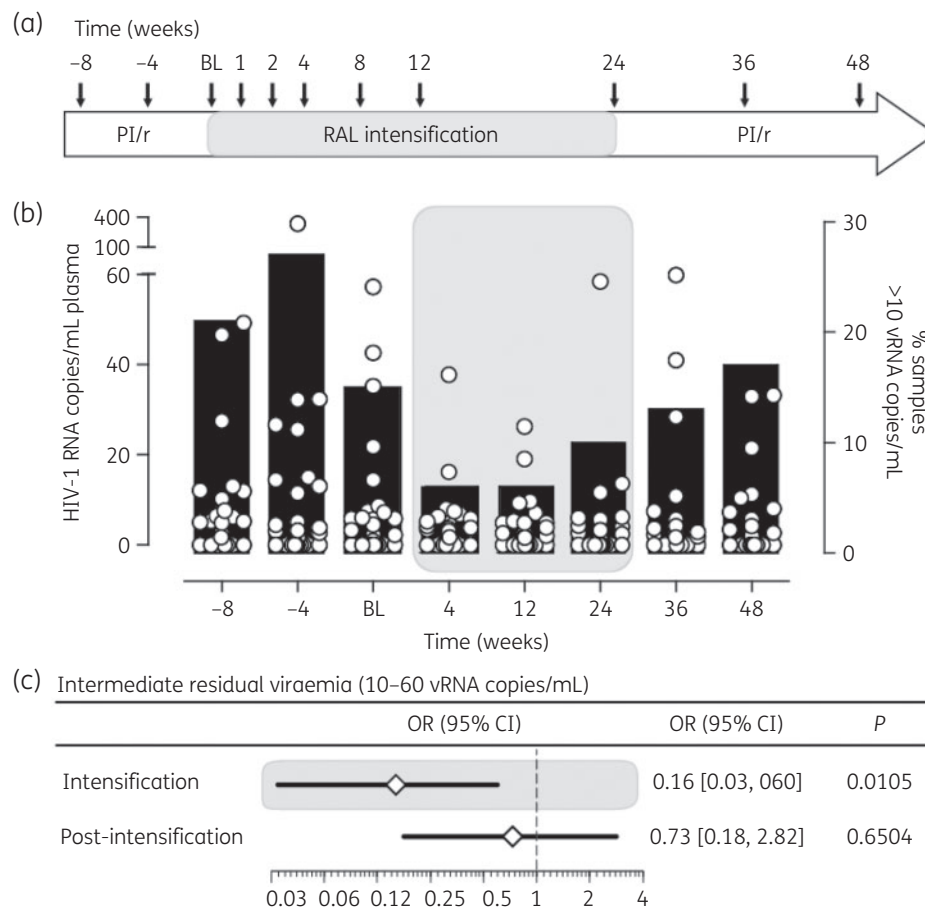 (a)
Time (weeks)
−8 −4 BL 1 2 4 8 12 24 36 48
PI/r RAL intensification PI/r
(b)
HIV-1 RNA copies/mL plasma
400
100
60
40
20
0
30
20
10
0
% samples
>10 vRNA copies/mL
−8 −4 BL 4 12 24 36 48
Time (weeks)
(c) Intermediate residual viraemia (10–60 vRNA copies/mL)
OR (95% CI) OR (95% CI) P
Intensification 0.16 [0.03, 060] 0.0105
Post-intensification 0.73 [0.18, 2.82] 0.6504
0.03 0.06 0.12 0.25 0.5 1 2 4